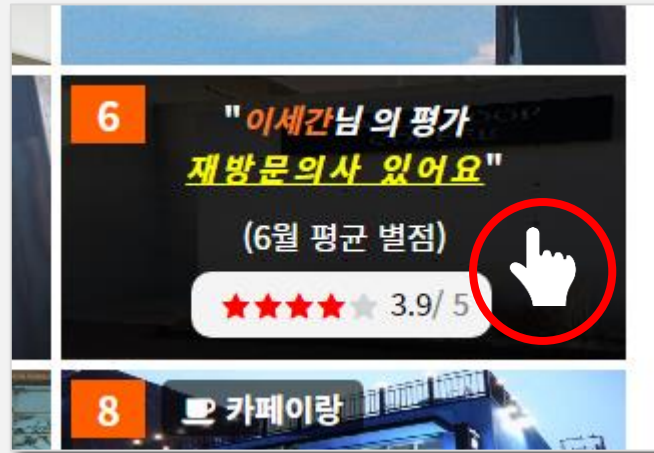 6
"이세간님 의 평가
재방문의사 있어요"
(6월 평균 별점)
3.9/ 5
8
카페이랑